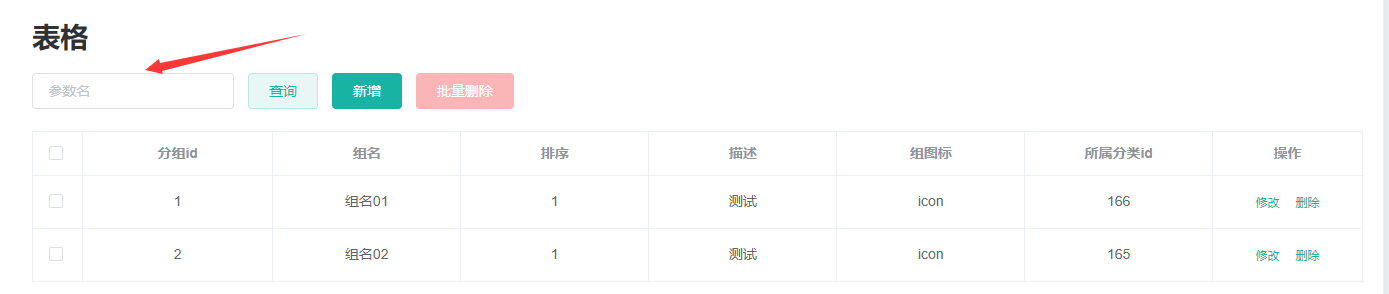 表格
参数名 查询 新增 批量删除
分组id 组名 排序 描述 组图标 所属分类id 操作
1 组名01 1 测试 icon 166 修改 删除
2 组名02 1 测试 icon 165 修改 删除